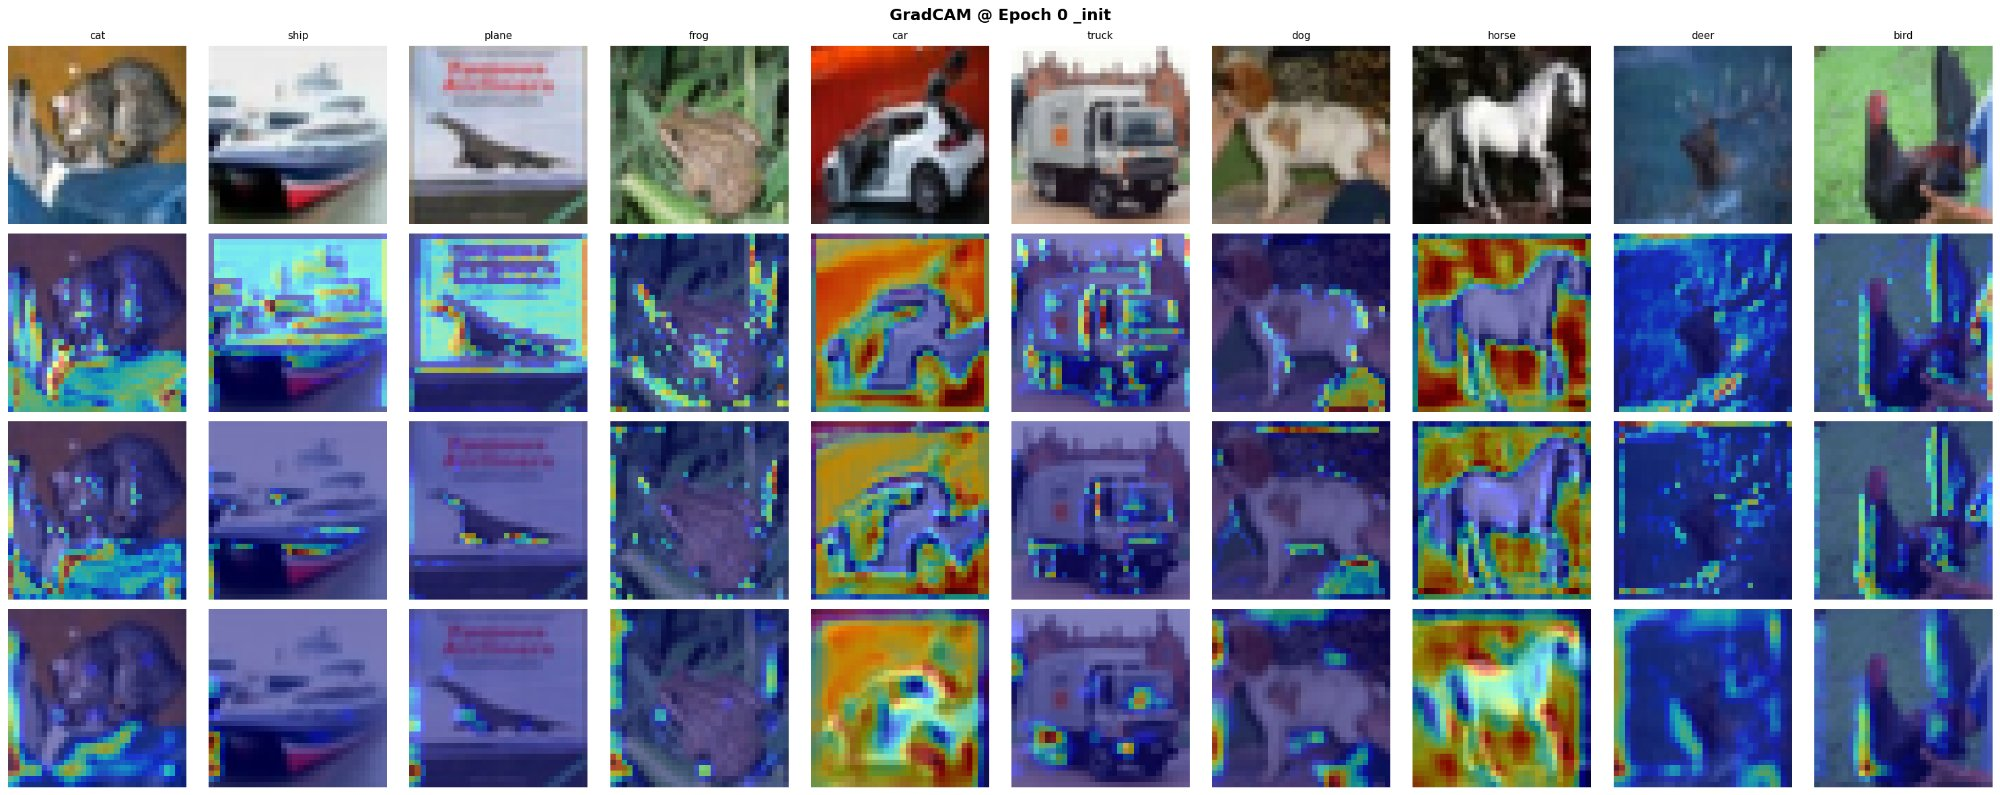 GradCAM @ Epoch 0 _init
cat ship plane frog car truck dog horse deer bird